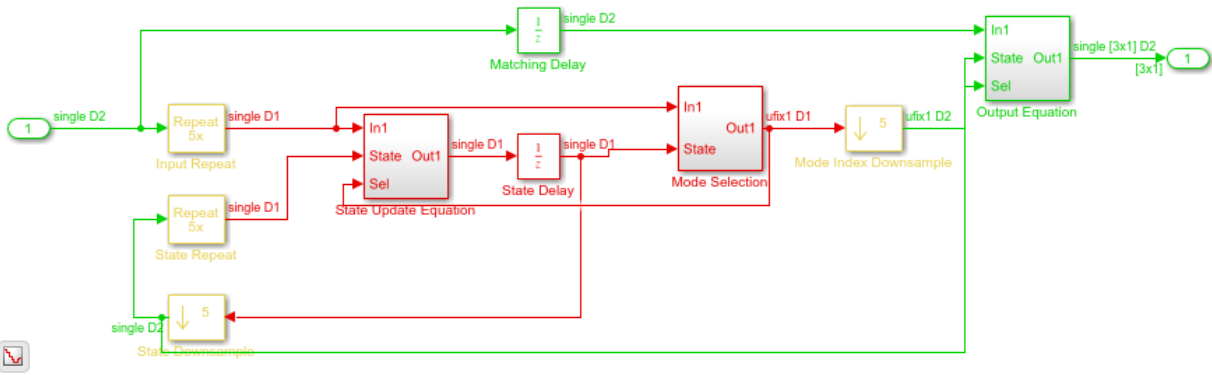 single D2
1
z
Matching Delay
single D2
In1
State Out1
Sel
Output Equation
single [3x1] D2
[3x1]
1
1
single D2
Repeat
5x
Input Repeat
single D1
In1
State Out1
Sel
State Update Equation
single D1
1
z
State Delay
single D1
In1
State
Out1
Mode Selection
ufix1 D1
5
Mode Index Downsample
ufix1 D2
Repeat
5x
State Repeat
single D1
5
single D2
State Downsample